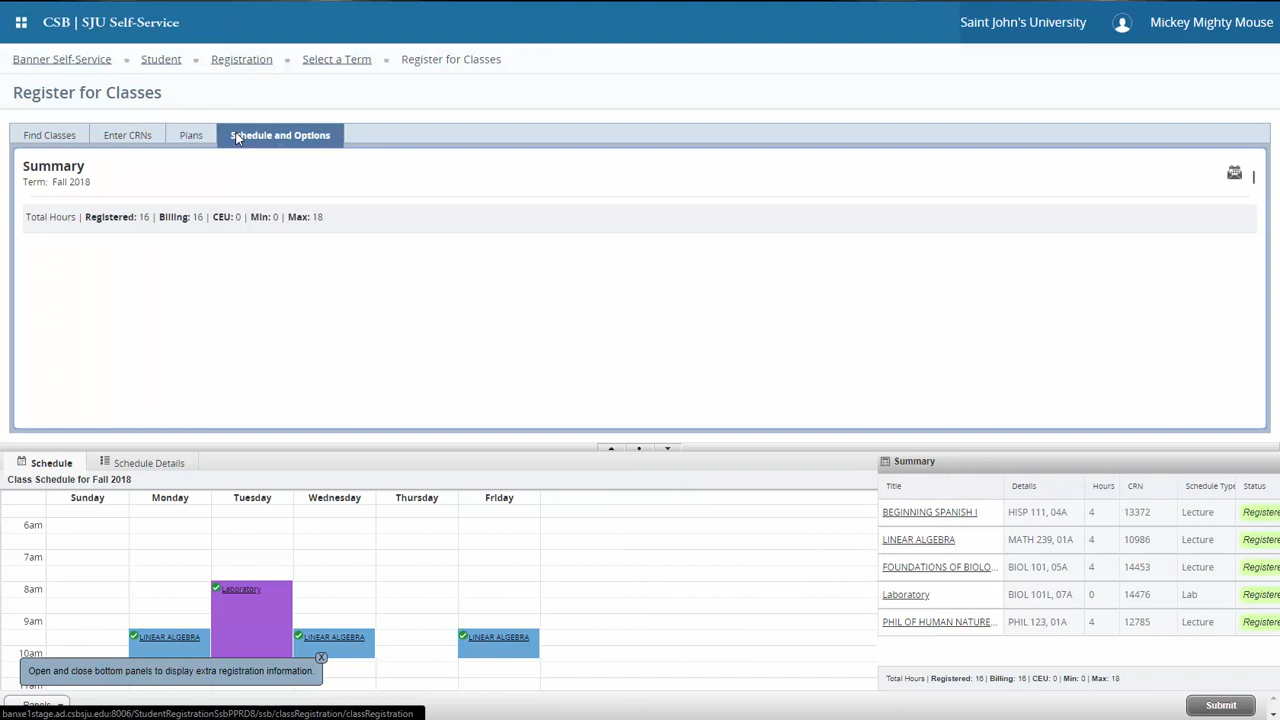 CSB | SJU Self-Service
Saint John's University
Mickey Mighty Mouse
Banner Self-Service • Student • Registration • Select a Term • Register for Classes
Register for Classes
Find Classes
Enter CRNs
Plans
Schedule and Options
Summary
Term: Fall 2018
Total Hours | Registered: 16 | Billing: 16 | CEU: 0 | Min: 0 | Max: 18
Schedule
Schedule Details
Class Schedule for Fall 2018
Sunday Monday Tuesday Wednesday Thursday Friday
6am
7am
8am
Laboratory
9am
LINEAR ALGEBRA
LINEAR ALGEBRA
LINEAR ALGEBRA
10am
Open and close bottom panels to display extra registration information.
X
Summary
Title Details Hours CRN Schedule Type Status
BEGINNING SPANISH I HISP 111, 04A 4 13372 Lecture Registere
LINEAR ALGEBRA MATH 239, 01A 4 10986 Lecture Registere
FOUNDATIONS OF BIOLO... BIOL 101, 05A 4 14453 Lecture Registere
Laboratory BIOL 101L, 07A 0 14476 Lab Registere
PHIL OF HUMAN NATURE... PHIL 123, 01A 4 12785 Lecture Registere
Total Hours | Registered: 16 | Billing: 16 | CEU: 0 | Min: 0 | Max: 18
banxe1stage.ad.csbsju.edu:8006/StudentRegistrationSsbPPRD8/ssb/classRegistration/classRegistration
Submit